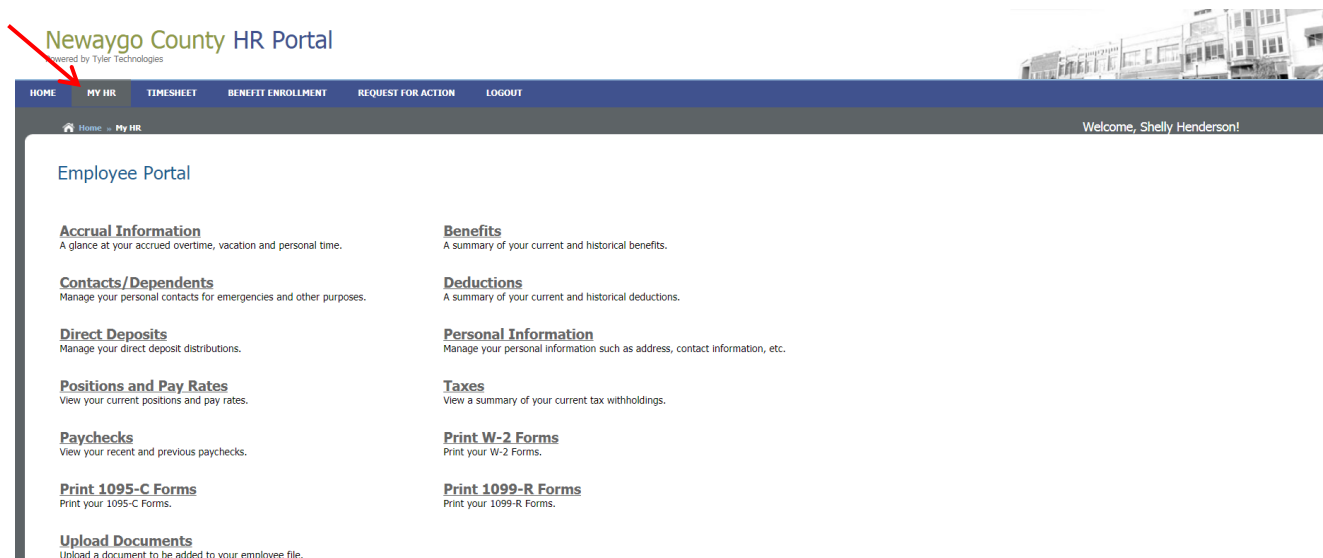 Newaygo County HR Portal
Powered by Tyler Technologies
HOME MY HR TIMESHEET BENEFIT ENROLLMENT REQUEST FOR ACTION LOGOUT
Home » My HR
Welcome, Shelly Henderson!
Employee Portal
Accrual Information
A glance at your accrued overtime, vacation and personal time.
Benefits
A summary of your current and historical benefits.
Contacts/Dependents
Manage your personal contacts for emergencies and other purposes.
Deductions
A summary of your current and historical deductions.
Direct Deposits
Manage your direct deposit distributions.
Personal Information
Manage your personal information such as address, contact information, etc.
Positions and Pay Rates
View your current positions and pay rates.
Taxes
View a summary of your current tax withholdings.
Paychecks
View your recent and previous paychecks.
Print W-2 Forms
Print your W-2 Forms.
Print 1095-C Forms
Print your 1095-C Forms.
Print 1099-R Forms
Print your 1099-R Forms.
Upload Documents
Upload a document to be added to your employee file.